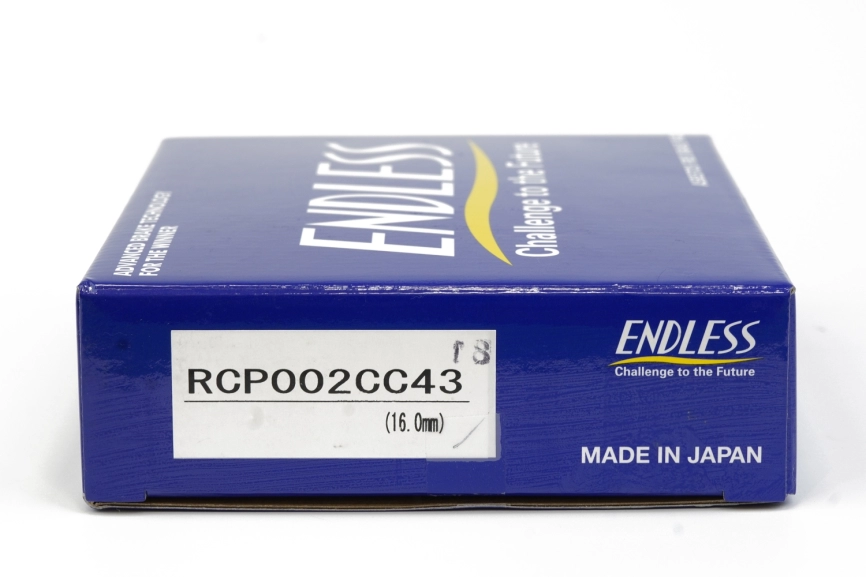 ADVANCED BRAKE TECHNOLOGY
FOR THE WINNER
ENDLESS
Challenge to the Future
18
RCP002CC43
(16.0mm)
ENDLESS
Challenge to the Future
MADE IN JAPAN